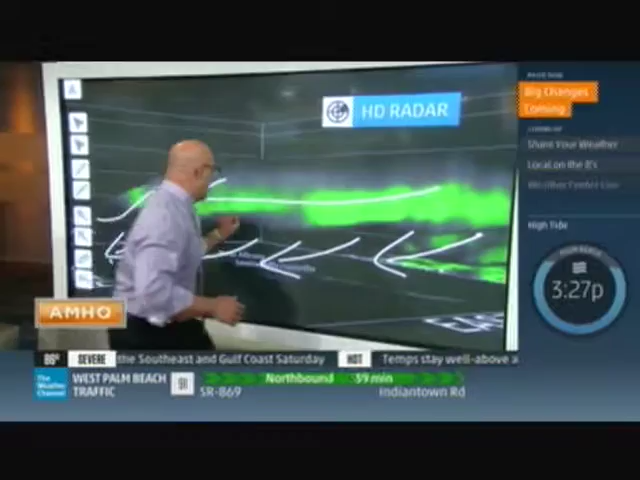 HD RADAR
Big Changes
Coming
Share Your Weather
Local on the 8's
High Tide
3:27p
AMHQ
86°
SEVERE
the Southeast and Gulf Coast Saturday
HOT
Temps stay well-above a
The
Weather
Channel
WEST PALM BEACH
TRAFFIC
91
Northbound 59 min
SR-869
Indiantown Rd